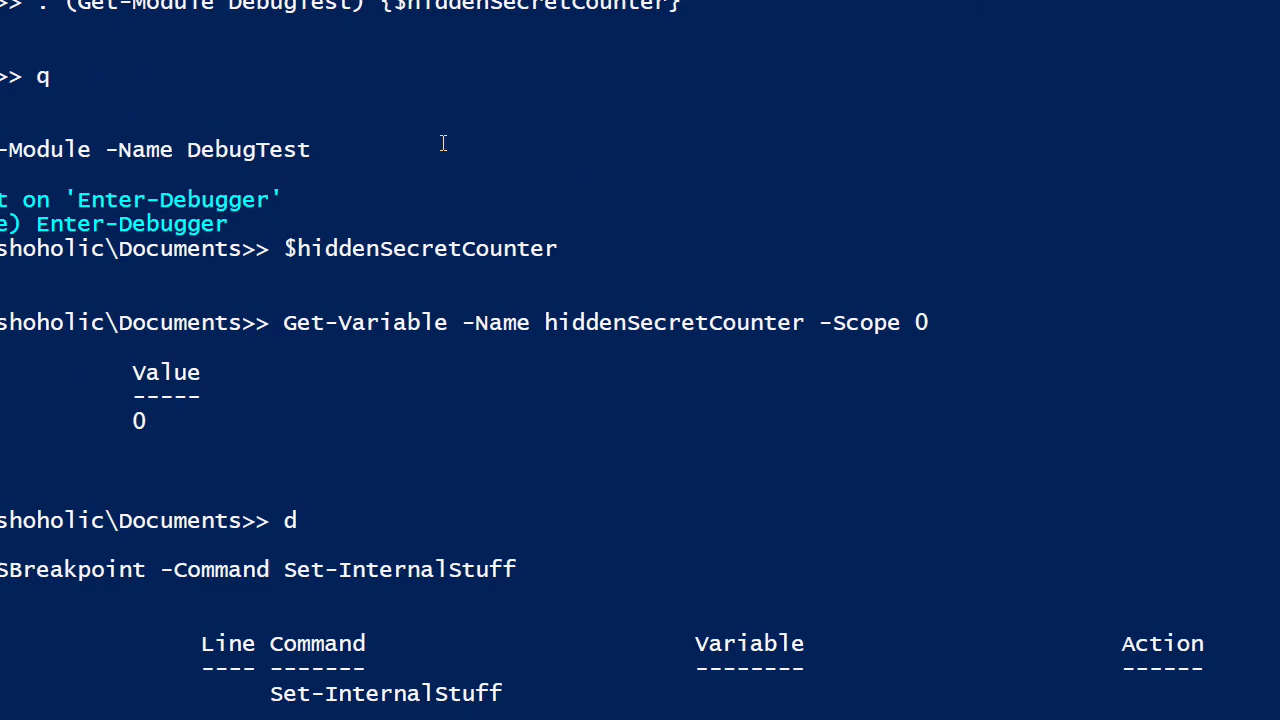 >> . (Get-Module DebugTest) {$hiddenSecretCounter}
>> q
-Module -Name DebugTest
t on 'Enter-Debugger'
e) Enter-Debugger
shoholic\Documents>> $hiddenSecretCounter
shoholic\Documents>> Get-Variable -Name hiddenSecretCounter -Scope 0
Value
-----
0
shoholic\Documents>> d
SBreakpoint -Command Set-InternalStuff
Line Command Variable Action
---- ------- -------- ------
Set-InternalStuff